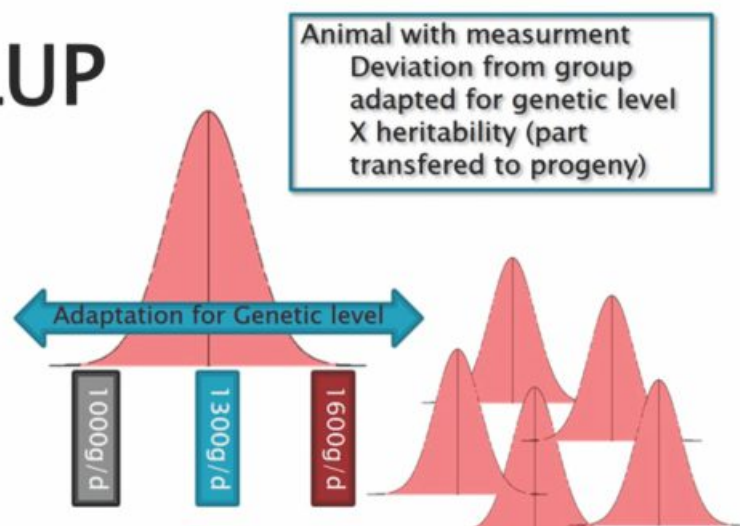 LUP
Animal with measurment
Deviation from group
adapted for genetic level
X heritability (part
transfered to progeny)
Adaptation for Genetic level
1000g/d
1300g/d
1600g/d